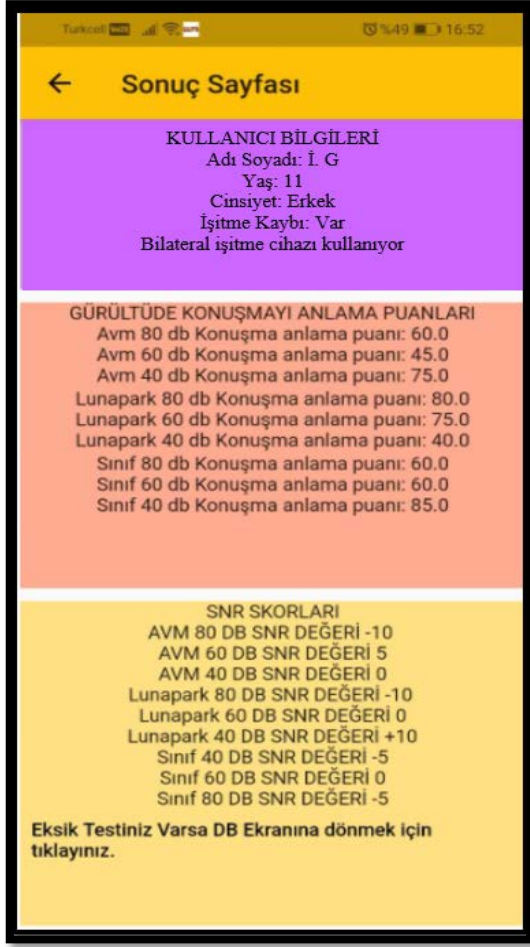 Turkcell
%49 16:52
← Sonuç Sayfası
KULLANICI BİLGİLERİ
Adı Soyadı: İ. G
Yaş: 11
Cinsiyet: Erkek
İşitme Kaybı: Var
Bilateral işitme cihazı kullanıyor
GÜRÜLTÜDE KONUŞMAYI ANLAMA PUANLARI
Avm 80 db Konuşma anlama puanı: 60.0
Avm 60 db Konuşma anlama puanı: 45.0
Avm 40 db Konuşma anlama puanı: 75.0
Lunapark 80 db Konuşma anlama puanı: 80.0
Lunapark 60 db Konuşma anlama puanı: 75.0
Lunapark 40 db Konuşma anlama puanı: 40.0
Sınıf 80 db Konuşma anlama puanı: 60.0
Sınıf 60 db Konuşma anlama puanı: 60.0
Sınıf 40 db Konuşma anlama puanı: 85.0
SNR SKORLARI
AVM 80 DB SNR DEĞERİ -10
AVM 60 DB SNR DEĞERİ 5
AVM 40 DB SNR DEĞERİ 0
Lunapark 80 DB SNR DEĞERİ -10
Lunapark 60 DB SNR DEĞERİ 0
Lunapark 40 DB SNR DEĞERİ +10
Sınıf 40 DB SNR DEĞERİ -5
Sınıf 60 DB SNR DEĞERİ 0
Sınıf 80 DB SNR DEĞERİ -5
Eksik Testiniz Varsa DB Ekranına dönmek için
tıklayınız.